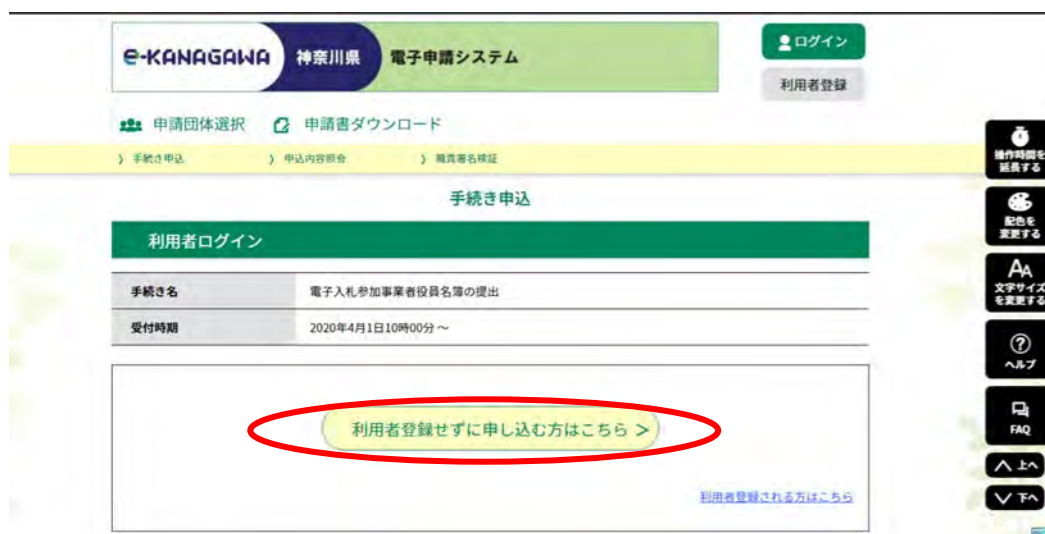 e-KANAGAWA 神奈川県 電子申請システム
ログイン
利用者登録
申請団体選択 申請書ダウンロード
》 手続き申込 》 申込内容照会 》 職責署名検証
手続き申込
利用者ログイン
手続き名 電子入札参加事業者役員名簿の提出
受付時期 2020年4月1日10時00分 ~
利用者登録せずに申し込む方はこちら >
利用者登録される方はこちら
操作時間を
延長する
配色を
変更する
AA
文字サイズ
を変更する
?
ヘルプ
FAQ
上へ
下へ